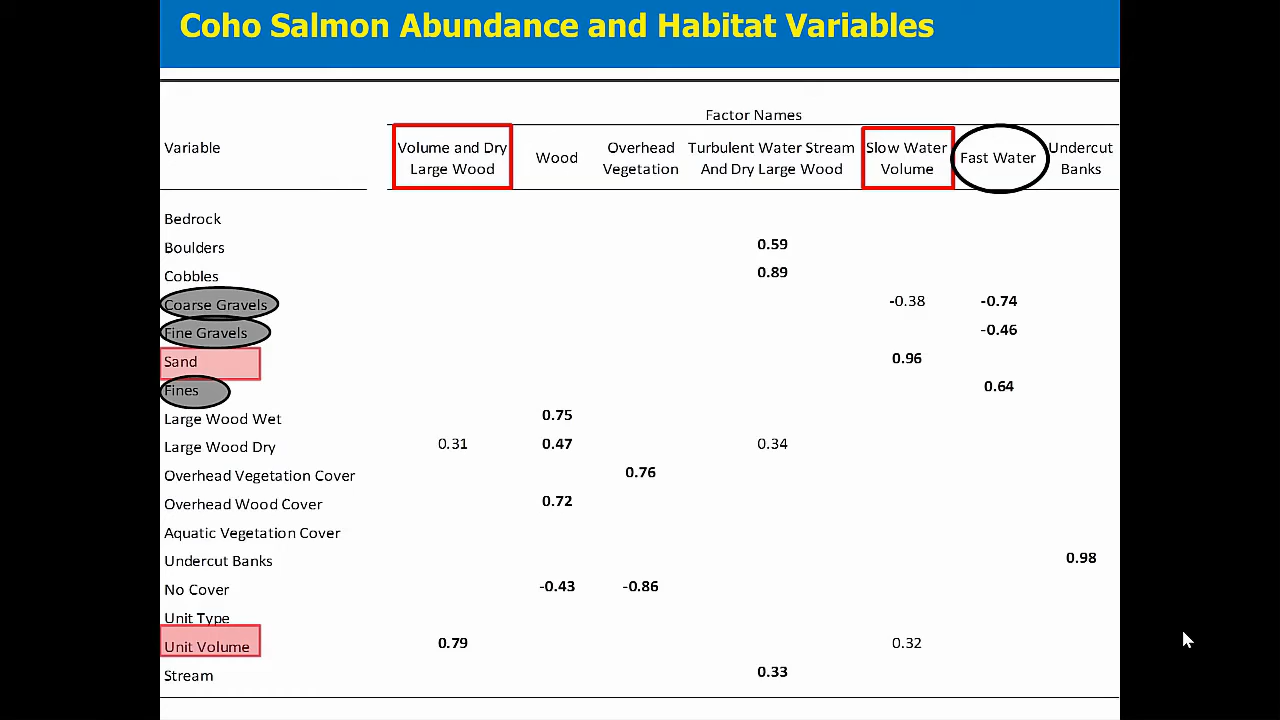 Coho Salmon Abundance and Habitat Variables
Factor Names
Variable
Volume and Dry Large Wood
Wood
Overhead Vegetation
Turbulent Water Stream And Dry Large Wood
Slow Water Volume
Fast Water
Undercut Banks
Bedrock
Boulders 0.59
Cobbles 0.89
Coarse Gravels -0.38 -0.74
Fine Gravels -0.46
Sand 0.96
Fines 0.64
Large Wood Wet 0.75
Large Wood Dry 0.31 0.47 0.34
Overhead Vegetation Cover 0.76
Overhead Wood Cover 0.72
Aquatic Vegetation Cover
Undercut Banks 0.98
No Cover -0.43 -0.86
Unit Type
Unit Volume 0.79 0.32
Stream 0.33